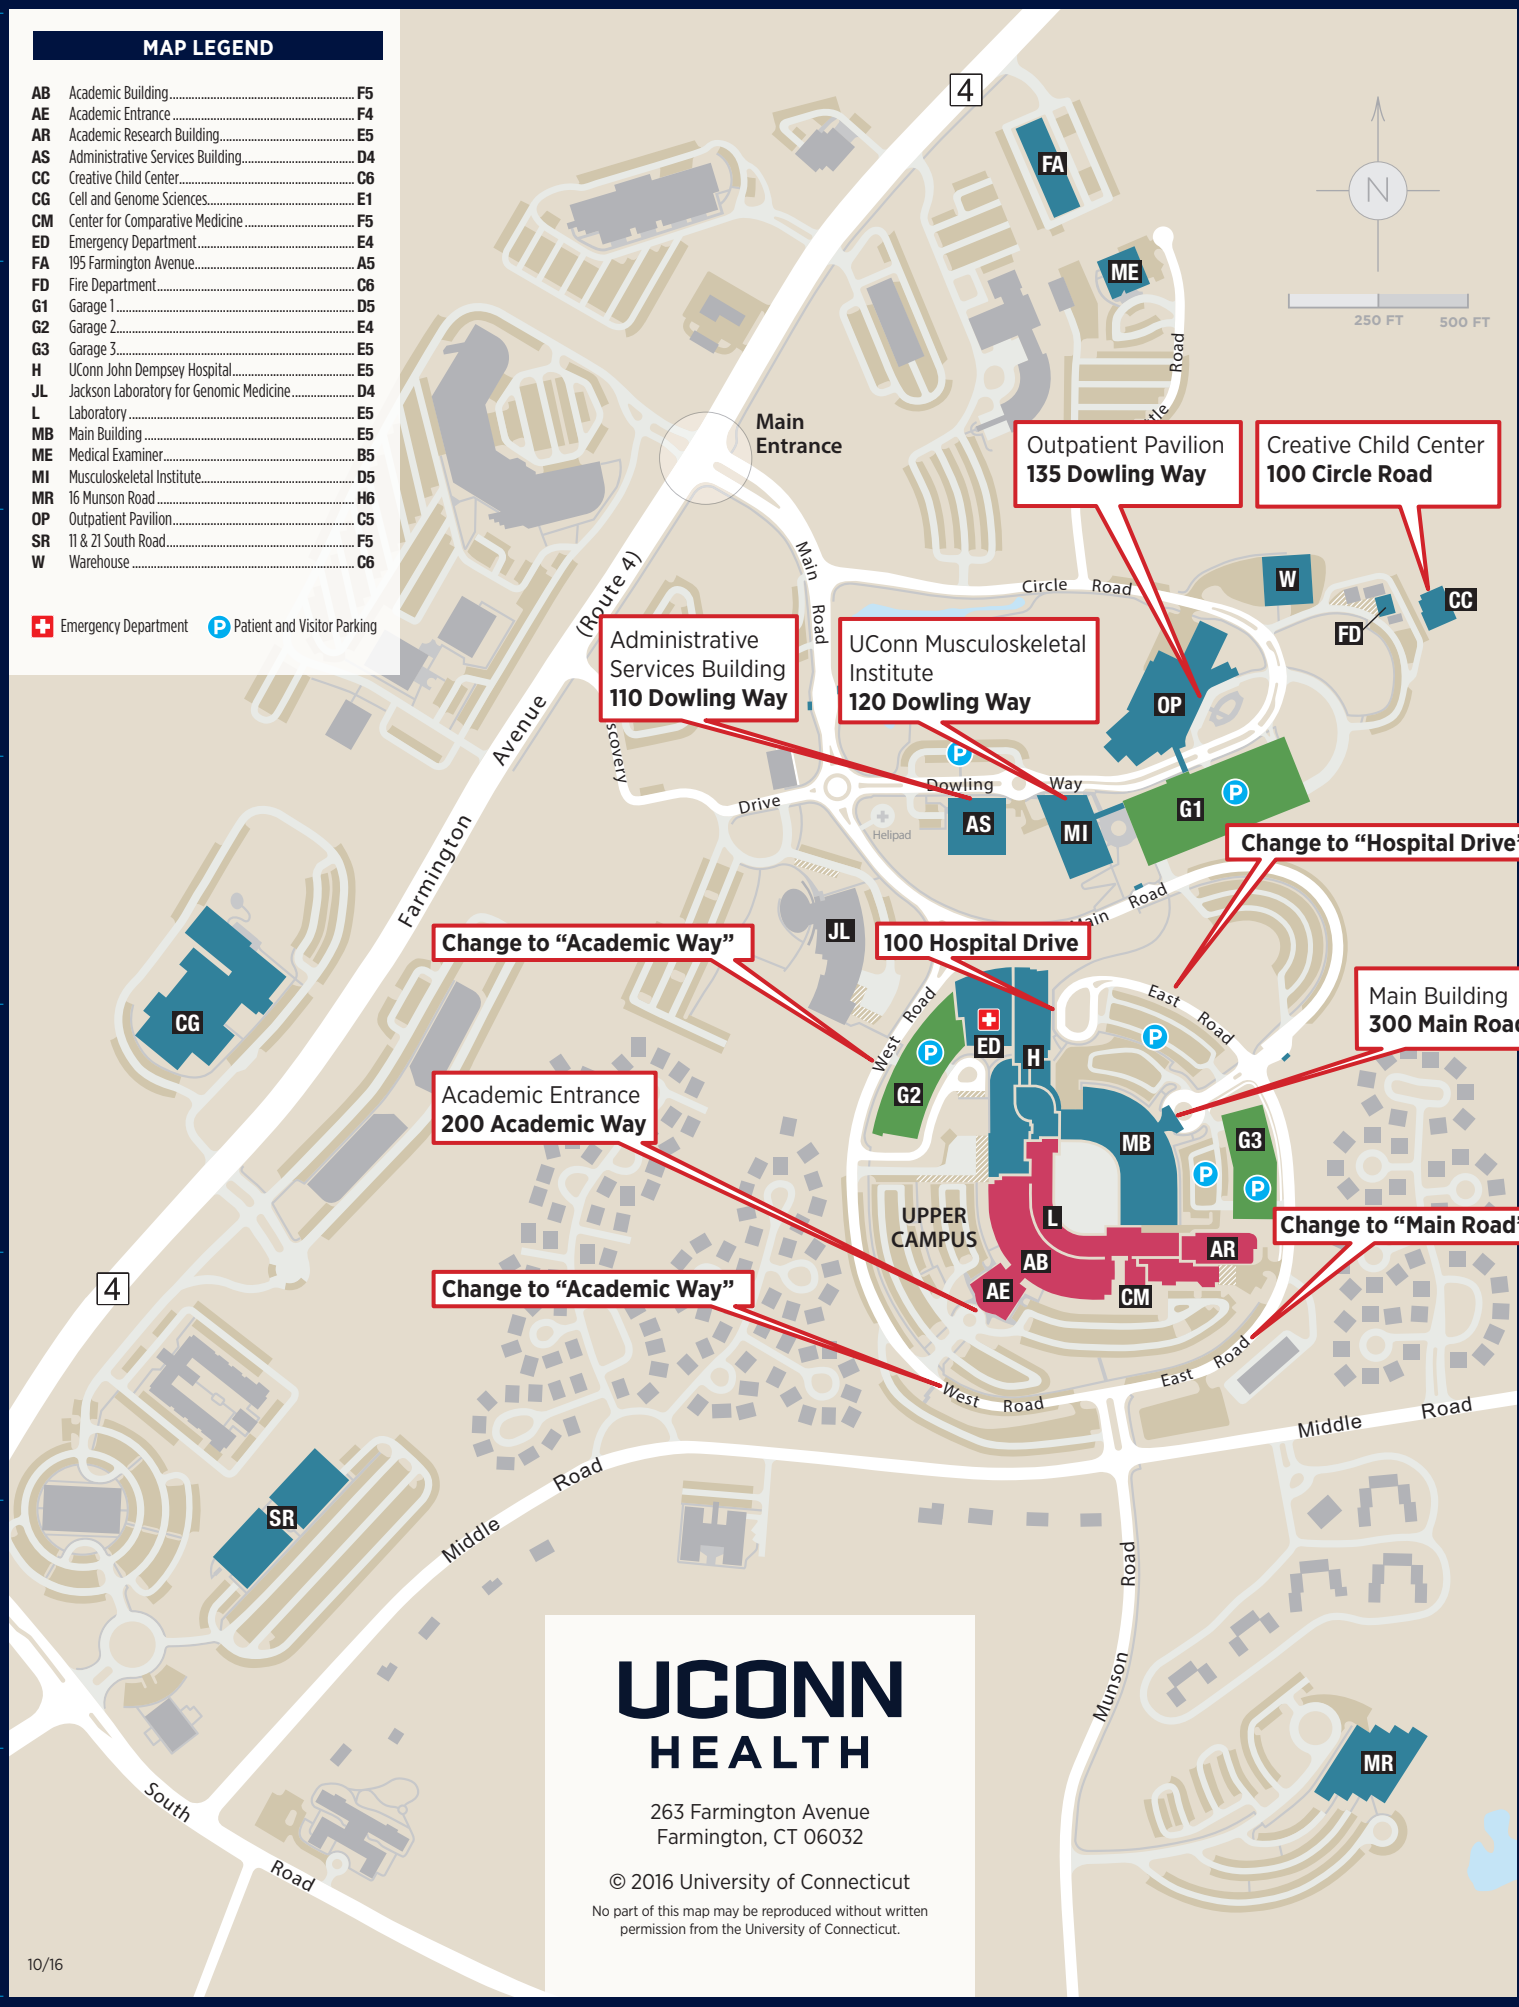 MAP LEGEND
AB Academic Building F5
AE Academic Entrance F4
AR Academic Research Building E5
AS Administrative Services Building D4
CC Creative Child Center C6
CG Cell and Genome Sciences E1
CM Center for Comparative Medicine F5
ED Emergency Department E4
FA 195 Farmington Avenue A5
FD Fire Department C6
G1 Garage 1 D5
G2 Garage 2 E4
G3 Garage 3 E5
H UConn John Dempsey Hospital E5
JL Jackson Laboratory for Genomic Medicine D4
L Laboratory E5
MB Main Building E5
ME Medical Examiner B5
MI Musculoskeletal Institute D5
MR 16 Munson Road H6
OP Outpatient Pavilion C5
SR 11 & 21 South Road F5
W Warehouse C6
Emergency Department P Patient and Visitor Parking
4
FA
N
ME
250 FT 500 FT
Road
Main
Entrance
Outpatient Pavilion
135 Dowling Way
Creative Child Center
100 Circle Road
Main
Road
Circle Road
W
CC
FD
(Route 4)
Administrative
Services Building
110 Dowling Way
UConn Musculoskeletal
Institute
120 Dowling Way
OP
Avenue
scovery
Drive
P
Dowling Way
P
G1
AS
MI
Helipad
Farmington
Change to “Hospital Drive”
Main Road
JL
Change to “Academic Way”
100 Hospital Drive
CG
West Road
East Road
Main Building
300 Main Road
ED
H
P
P
G2
Academic Entrance
200 Academic Way
MB
G3
P
P
UPPER
CAMPUS
L
Change to “Main Road”
AB
AR
AE
CM
4
Change to “Academic Way”
West Road
East Road
Middle Road
Middle Road
SR
Road
Munson
MR
South
Road
UCONN
HEALTH
263 Farmington Avenue
Farmington, CT 06032
© 2016 University of Connecticut
No part of this map may be reproduced without written
permission from the University of Connecticut.
10/16